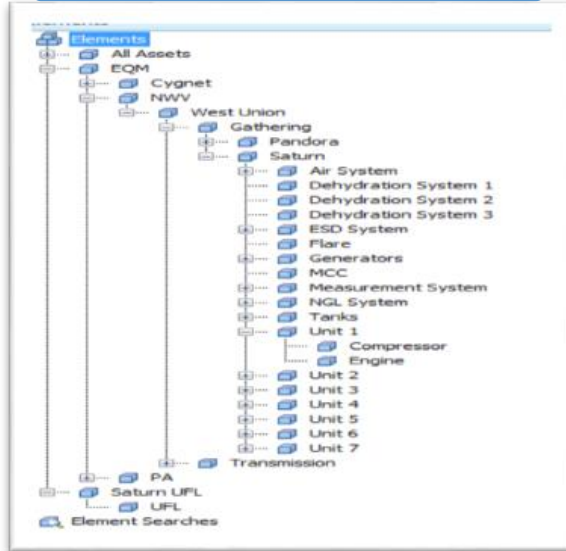 Elements
All Assets
EQM
Cygnet
NWV
West Union
Gathering
Pandora
Saturn
Air System
Dehydration System 1
Dehydration System 2
Dehydration System 3
ESD System
Flare
Generators
MCC
Measurement System
NGL System
Tanks
Unit 1
Compressor
Engine
Unit 2
Unit 3
Unit 4
Unit 5
Unit 6
Unit 7
Transmission
PA
Saturn UFL
UFL
Element Searches